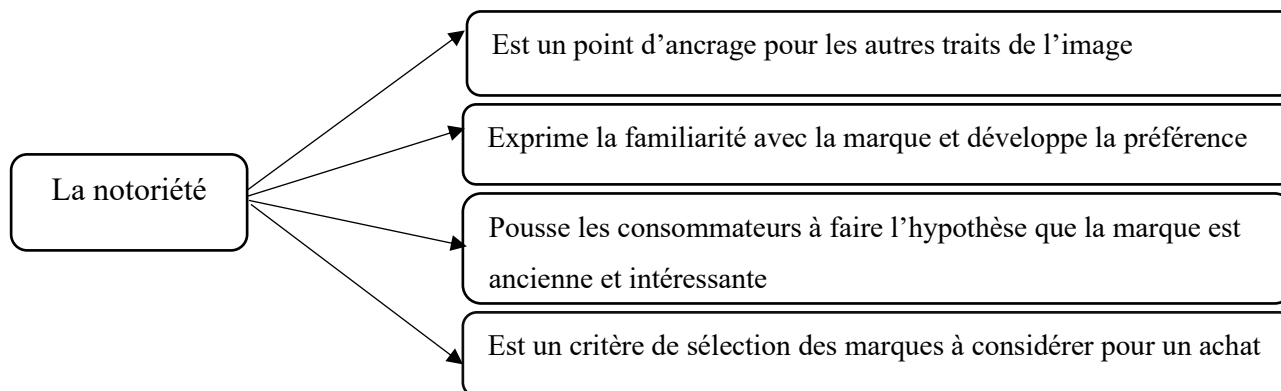 Est un point d’ancrage pour les autres traits de l’image
Exprime la familiarité avec la marque et développe la préférence
La notoriété
Pousse les consommateurs à faire l’hypothèse que la marque est
ancienne et intéressante
Est un critère de sélection des marques à considérer pour un achat